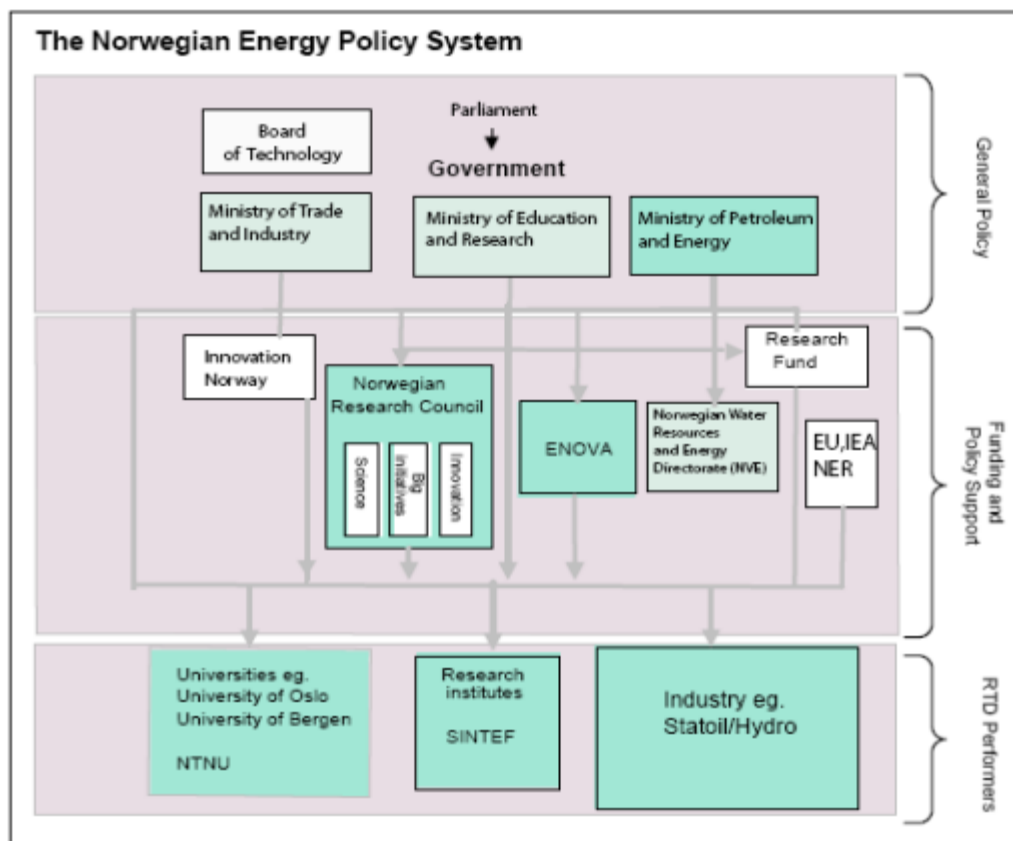 The Norwegian Energy Policy System
Board
of Technology
Parliament
Government
Ministry of Trade
and Industry
Ministry of Education
and Research
Ministry of Petroleum
and Energy
General Policy
Innovation
Norway
Norwegian
Research Council
Science
Big
initiatives
Innovation
ENOVA
Research
Fund
Norwegian Water
Resources
and Energy
Directorate (NVE)
EU,IEA
NER
Funding and
Policy Support
Universities eg.
University of Oslo
University of Bergen
NTNU
Research
institutes
SINTEF
Industry eg.
Statoil/Hydro
RTD Performers